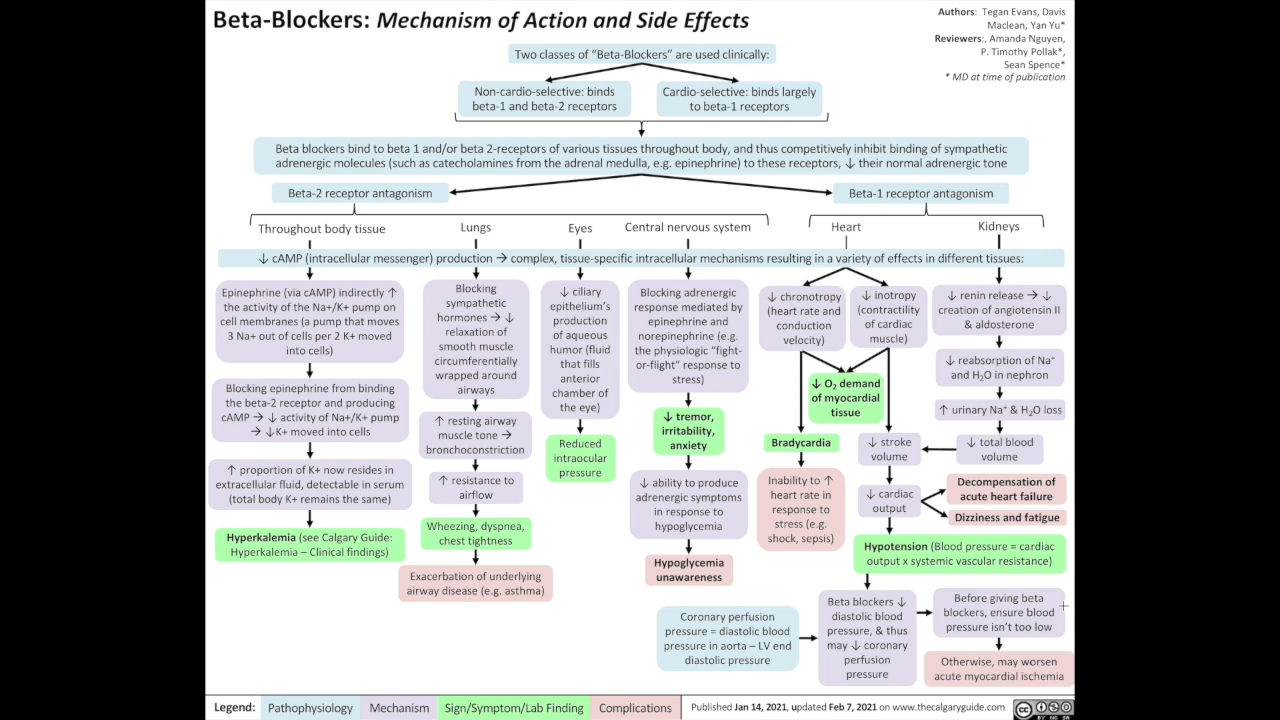 Beta-Blockers: Mechanism of Action and Side Effects
Authors: Tegan Evans, Davis
Maclean, Yan Yu*
Reviewers:, Amanda Nguyen,
P. Timothy Pollak*,
Sean Spence*
* MD at time of publication
Two classes of “Beta-Blockers” are used clinically:
Non-cardio-selective: binds
beta-1 and beta-2 receptors
Cardio-selective: binds largely
to beta-1 receptors
Beta blockers bind to beta 1 and/or beta 2-receptors of various tissues throughout body, and thus competitively inhibit binding of sympathetic
adrenergic molecules (such as catecholamines from the adrenal medulla, e.g. epinephrine) to these receptors, ↓ their normal adrenergic tone
Beta-2 receptor antagonism
Beta-1 receptor antagonism
Throughout body tissue
Lungs
Eyes
Central nervous system
Heart
Kidneys
↓ cAMP (intracellular messenger) production → complex, tissue-specific intracellular mechanisms resulting in a variety of effects in different tissues:
Epinephrine (via cAMP) indirectly ↑
the activity of the Na+/K+ pump on
cell membranes (a pump that moves
3 Na+ out of cells per 2 K+ moved
into cells)
Blocking epinephrine from binding
the beta-2 receptor and producing
cAMP → ↓ activity of Na+/K+ pump
→ ↓K+ moved into cells
↑ proportion of K+ now resides in
extracellular fluid, detectable in serum
(total body K+ remains the same)
Hyperkalemia (see Calgary Guide:
Hyperkalemia – Clinical findings)
Blocking
sympathetic
hormones → ↓
relaxation of
smooth muscle
circumferentially
wrapped around
airways
↑ resting airway
muscle tone →
bronchoconstriction
↑ resistance to
airflow
Wheezing, dyspnea,
chest tightness
Exacerbation of underlying
airway disease (e.g. asthma)
↓ ciliary
epithelium’s
production
of aqueous
humor (fluid
that fills
anterior
chamber of
the eye)
Reduced
intraocular
pressure
Blocking adrenergic
response mediated by
epinephrine and
norepinephrine (e.g.
the physiologic “fight-
or-flight” response to
stress)
↓ tremor,
irritability,
anxiety
↓ ability to produce
adrenergic symptoms
in response to
hypoglycemia
Hypoglycemia
unawareness
↓ chronotropy
(heart rate and
conduction
velocity)
↓ inotropy
(contractility
of cardiac
muscle)
↓ O₂ demand
of myocardial
tissue
Bradycardia
Inability to ↑
heart rate in
response to
stress (e.g.
shock, sepsis)
↓ stroke
volume
↓ cardiac
output
↓ renin release → ↓
creation of angiotensin II
& aldosterone
↓ reabsorption of Na⁺
and H2O in nephron
↑ urinary Na⁺ & H2O loss
↓ total blood
volume
Decompensation of
acute heart failure
Dizziness and fatigue
Hypotension (Blood pressure = cardiac
output x systemic vascular resistance)
Coronary perfusion
pressure = diastolic blood
pressure in aorta – LV end
diastolic pressure
Beta blockers ↓
diastolic blood
pressure, & thus
may ↓ coronary
perfusion
pressure
Before giving beta
blockers, ensure blood
pressure isn’t too low
Otherwise, may worsen
acute myocardial ischemia
Legend: Pathophysiology Mechanism Sign/Symptom/Lab Finding Complications Published Jan 14, 2021, updated Feb 7, 2021 on www.thecalgaryguide.com
BY NC SA